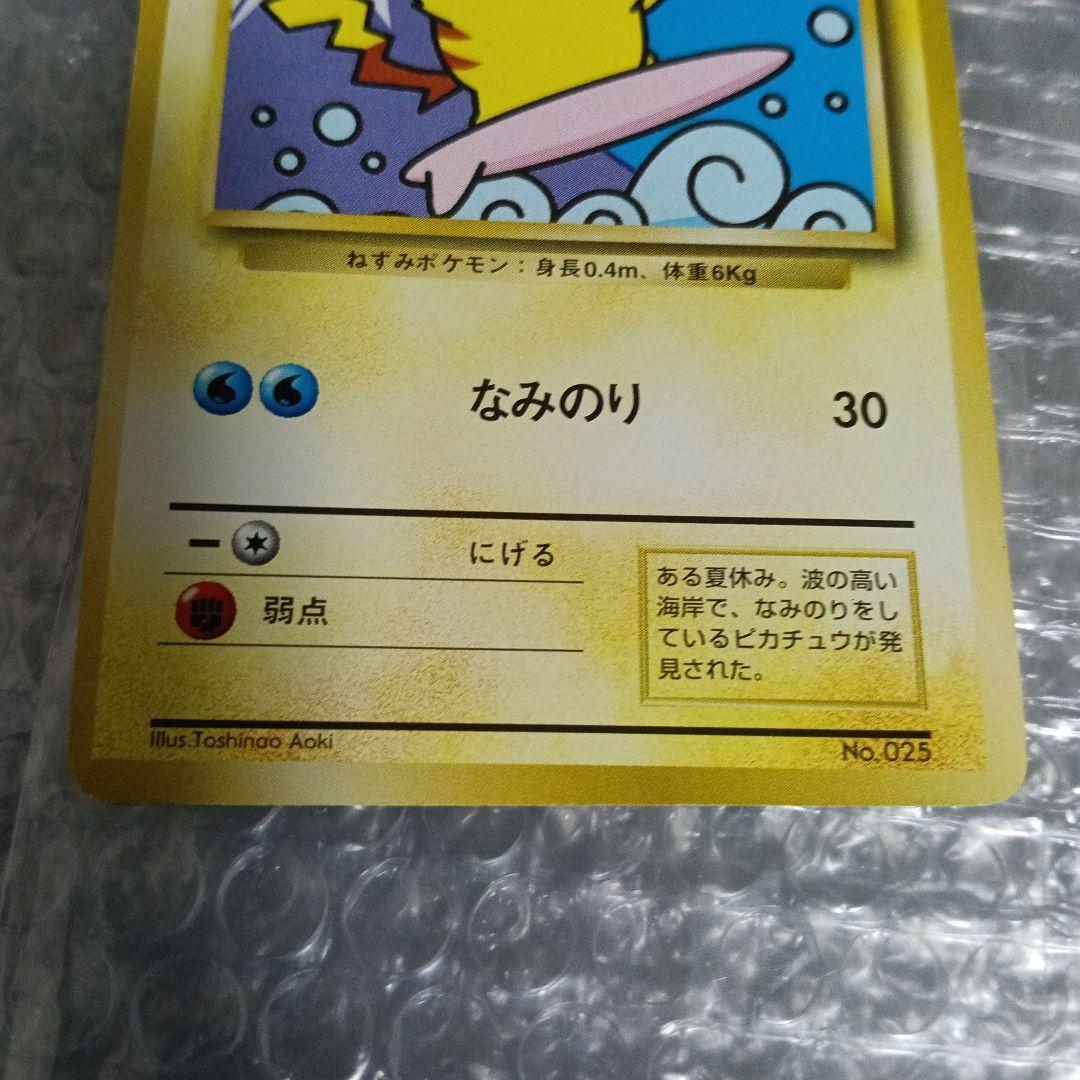 ねずみポケモン：身長0.4m、体重6Kg
なみのり 30
にげる
弱点
ある夏休み。波の高い
海岸で、なみのりをし
ているピカチュウが発
見された。
Illus.Toshinao Aoki
No.025